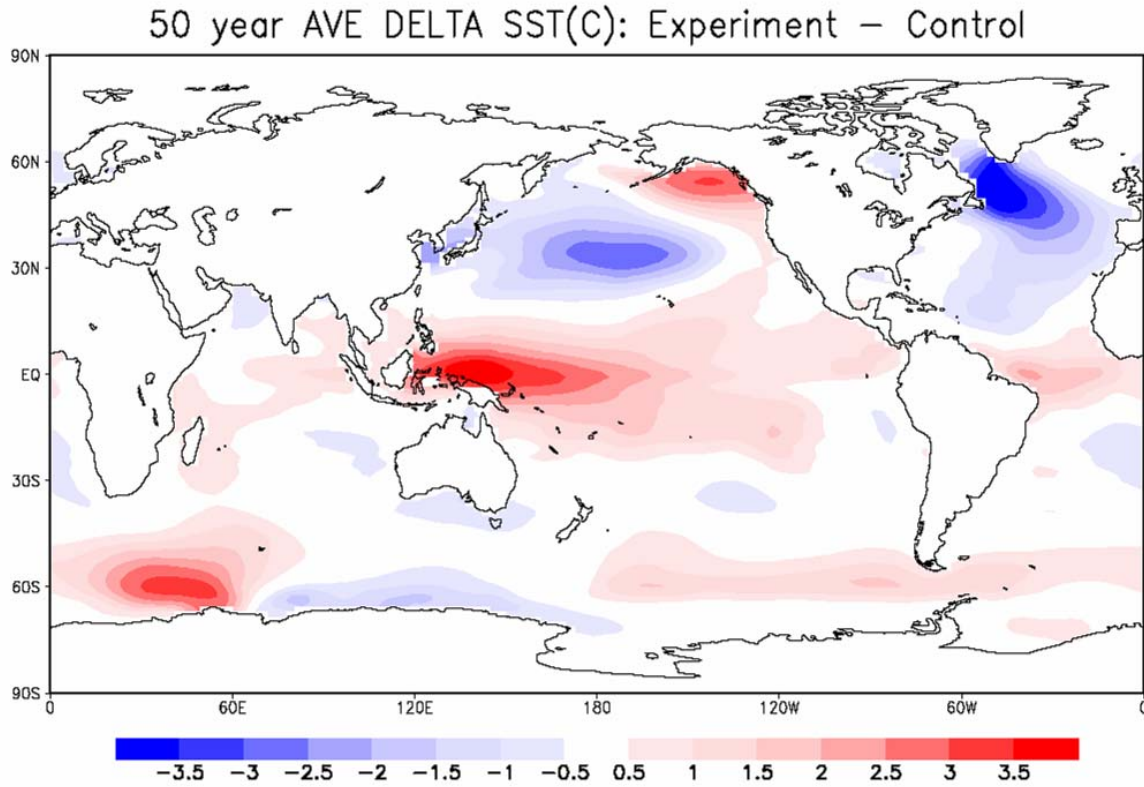 50 year AVE DELTA SST(C): Experiment – Control
90N
60N
30N
EQ
30S
60S
90S
0 60E 120E 180 120W 60W 0
-3.5 -3 -2.5 -2 -1.5 -1 -0.5 0.5 1 1.5 2 2.5 3 3.5